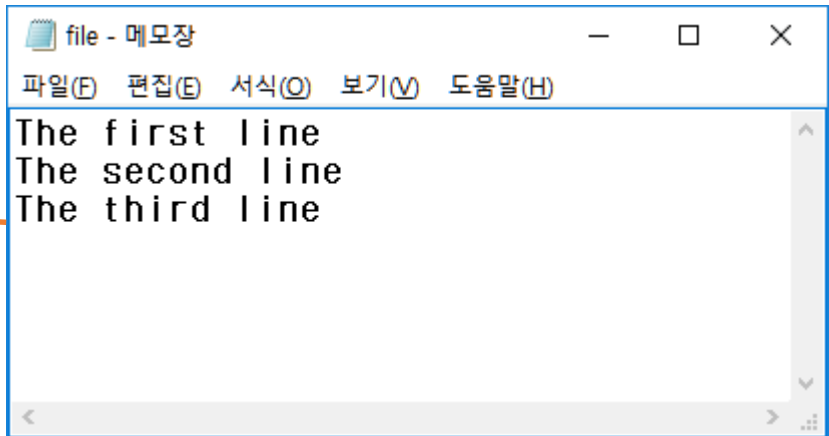 file - 메모장
파일(F) 편집(E) 서식(O) 보기(V) 도움말(H)
The first line
The second line
The third line